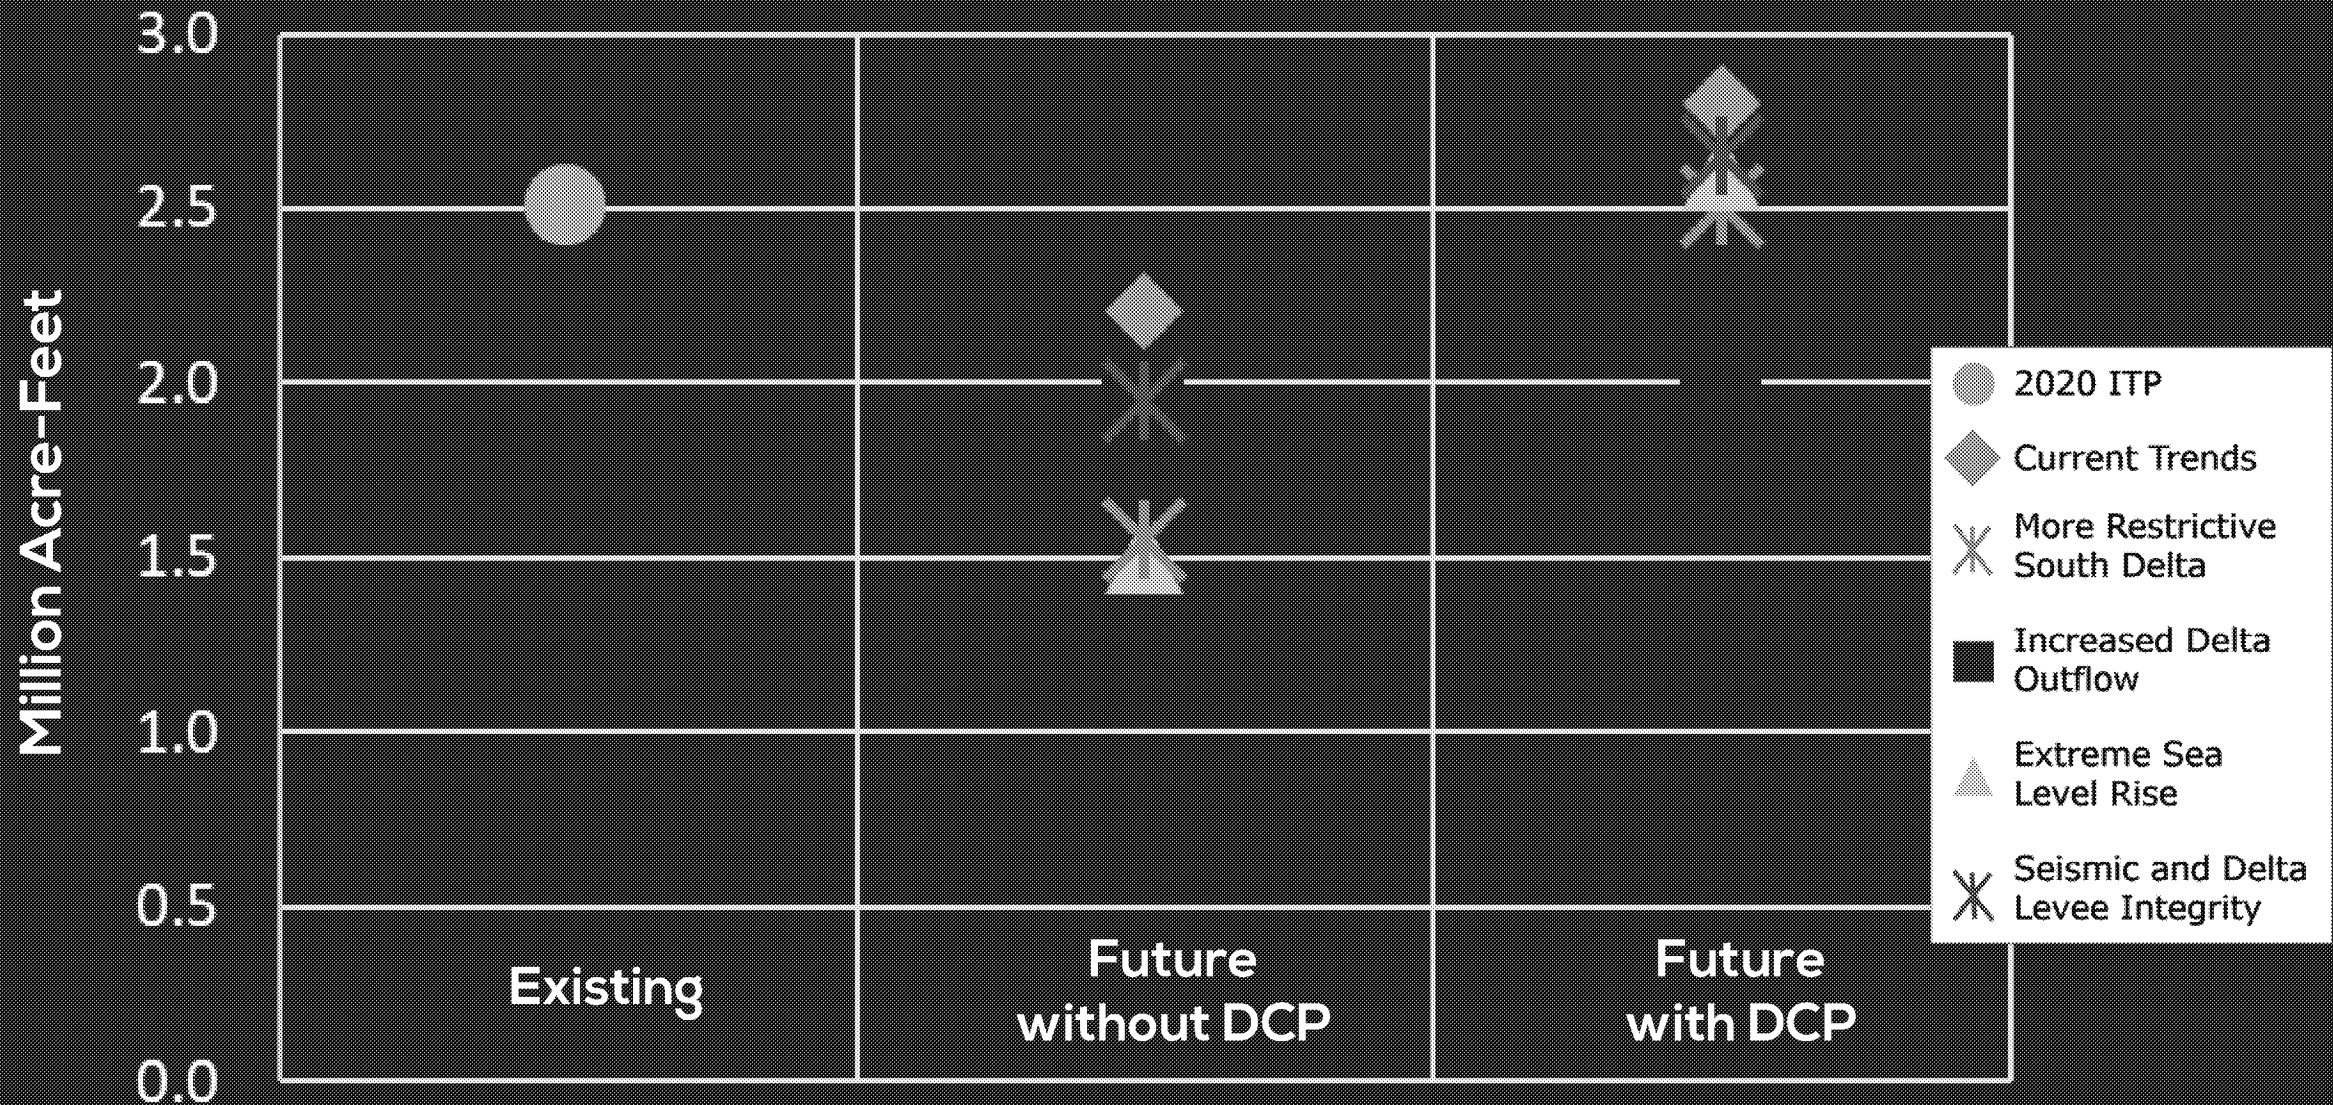 Million Acre-Feet
3.0
2.5
2.0
1.5
1.0
0.5
0.0
Existing
Future
without DCP
Future
with DCP
2020 ITP
Current Trends
More Restrictive
South Delta
Increased Delta
Outflow
Extreme Sea
Level Rise
Seismic and Delta
Levee Integrity